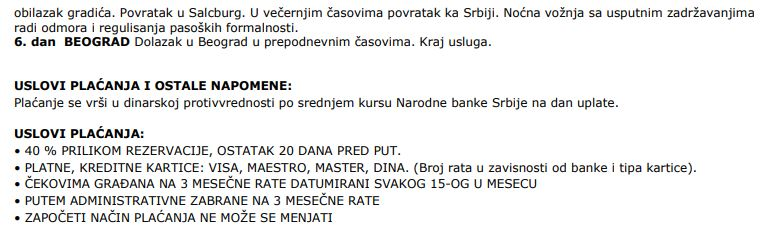 obilazak gradića. Povratak u Salcburg. U večernjim časovima povratak ka Srbiji. Noćna vožnja sa usputnim zadržavanjima
radi odmora i regulisanja pasoških formalnosti.
6. dan  BEOGRAD Dolazak u Beograd u prepodnevnim časovima. Kraj usluga.
USLOVI PLAĆANJA I OSTALE NAPOMENE:
Plaćanje se vrši u dinarskoj protivvrednosti po srednjem kursu Narodne banke Srbije na dan uplate.
USLOVI PLAĆANJA:
• 40 % PRILIKOM REZERVACIJE, OSTATAK 20 DANA PRED PUT.
• PLATNE, KREDITNE KARTICE: VISA, MAESTRO, MASTER, DINA. (Broj rata u zavisnosti od banke i tipa kartice).
• ČEKOVIMA GRAĐANA NA 3 MESEČNE RATE DATUMIRANI SVAKOG 15-OG U MESECU
• PUTEM ADMINISTRATIVNE ZABRANE NA 3 MESEČNE RATE
• ZAPOČETI NAČIN PLAĆANJA NE MOŽE SE MENJATI